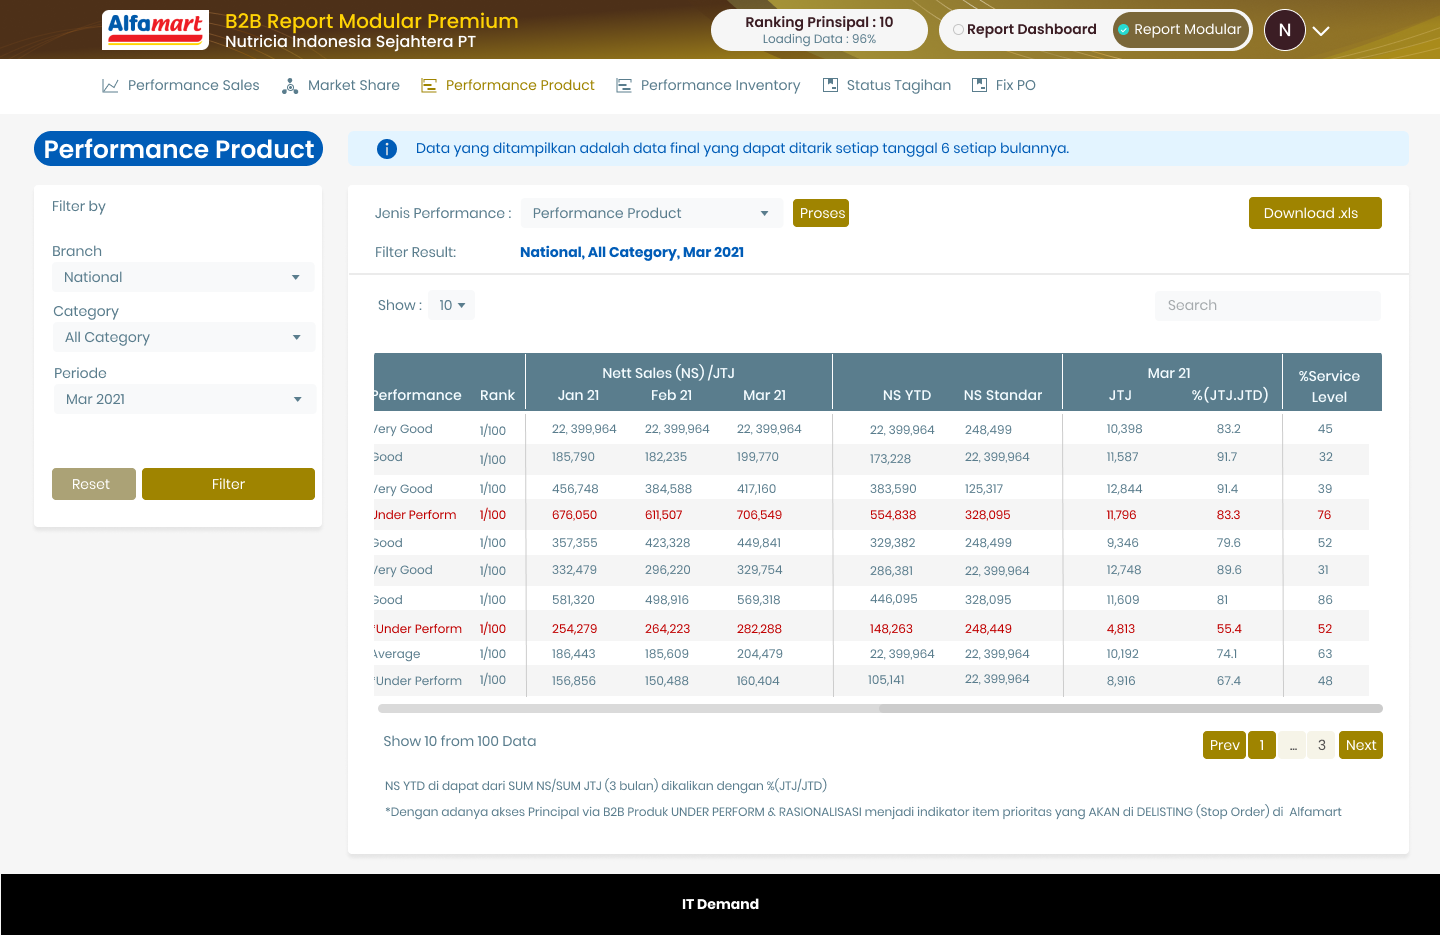 Alfamart
B2B Report Modular Premium
Nutricia Indonesia Sejahtera PT
Ranking Prinsipal : 10
Loading Data : 96%
Report Dashboard
Report Modular
N
Performance Sales
Market Share
Performance Product
Performance Inventory
Status Tagihan
Fix PO
Performance Product
Data yang ditampilkan adalah data final yang dapat ditarik setiap tanggal 6 setiap bulannya.
Filter by
Branch
National
Category
All Category
Periode
Mar 2021
Reset
Filter
Jenis Performance :
Performance Product
Proses
Download .xls
Filter Result:
National, All Category, Mar 2021
Show :
10
Search
Nett Sales (NS) /JTJ
Mar 21
%Service Level
Performance Rank Jan 21 Feb 21 Mar 21 NS YTD NS Standar JTJ %(JTJ.JTD)
Very Good 1/100 22, 399,964 22, 399,964 22, 399,964 22, 399,964 248,499 10,398 83.2 45
Good 1/100 185,790 182,235 199,770 173,228 22, 399,964 11,587 91.7 32
Very Good 1/100 456,748 384,588 417,160 383,590 125,317 12,844 91.4 39
Under Perform 1/100 676,050 611,507 706,549 554,838 328,095 11,796 83.3 76
Good 1/100 357,355 423,328 449,841 329,382 248,499 9,346 79.6 52
Very Good 1/100 332,479 296,220 329,754 286,381 22, 399,964 12,748 89.6 31
Good 1/100 581,320 498,916 569,318 446,095 328,095 11,609 81 86
*Under Perform 1/100 254,279 264,223 282,288 148,263 248,449 4,813 55.4 52
Average 1/100 186,443 185,609 204,479 22, 399,964 22, 399,964 10,192 74.1 63
*Under Perform 1/100 156,856 150,488 160,404 105,141 22, 399,964 8,916 67.4 48
Show 10 from 100 Data
Prev 1 ... 3 Next
NS YTD di dapat dari SUM NS/SUM JTJ (3 bulan) dikalikan dengan %(JTJ/JTD)
*Dengan adanya akses Principal via B2B Produk UNDER PERFORM & RASIONALISASI menjadi indikator item prioritas yang AKAN di DELISTING (Stop Order) di  Alfamart
IT Demand